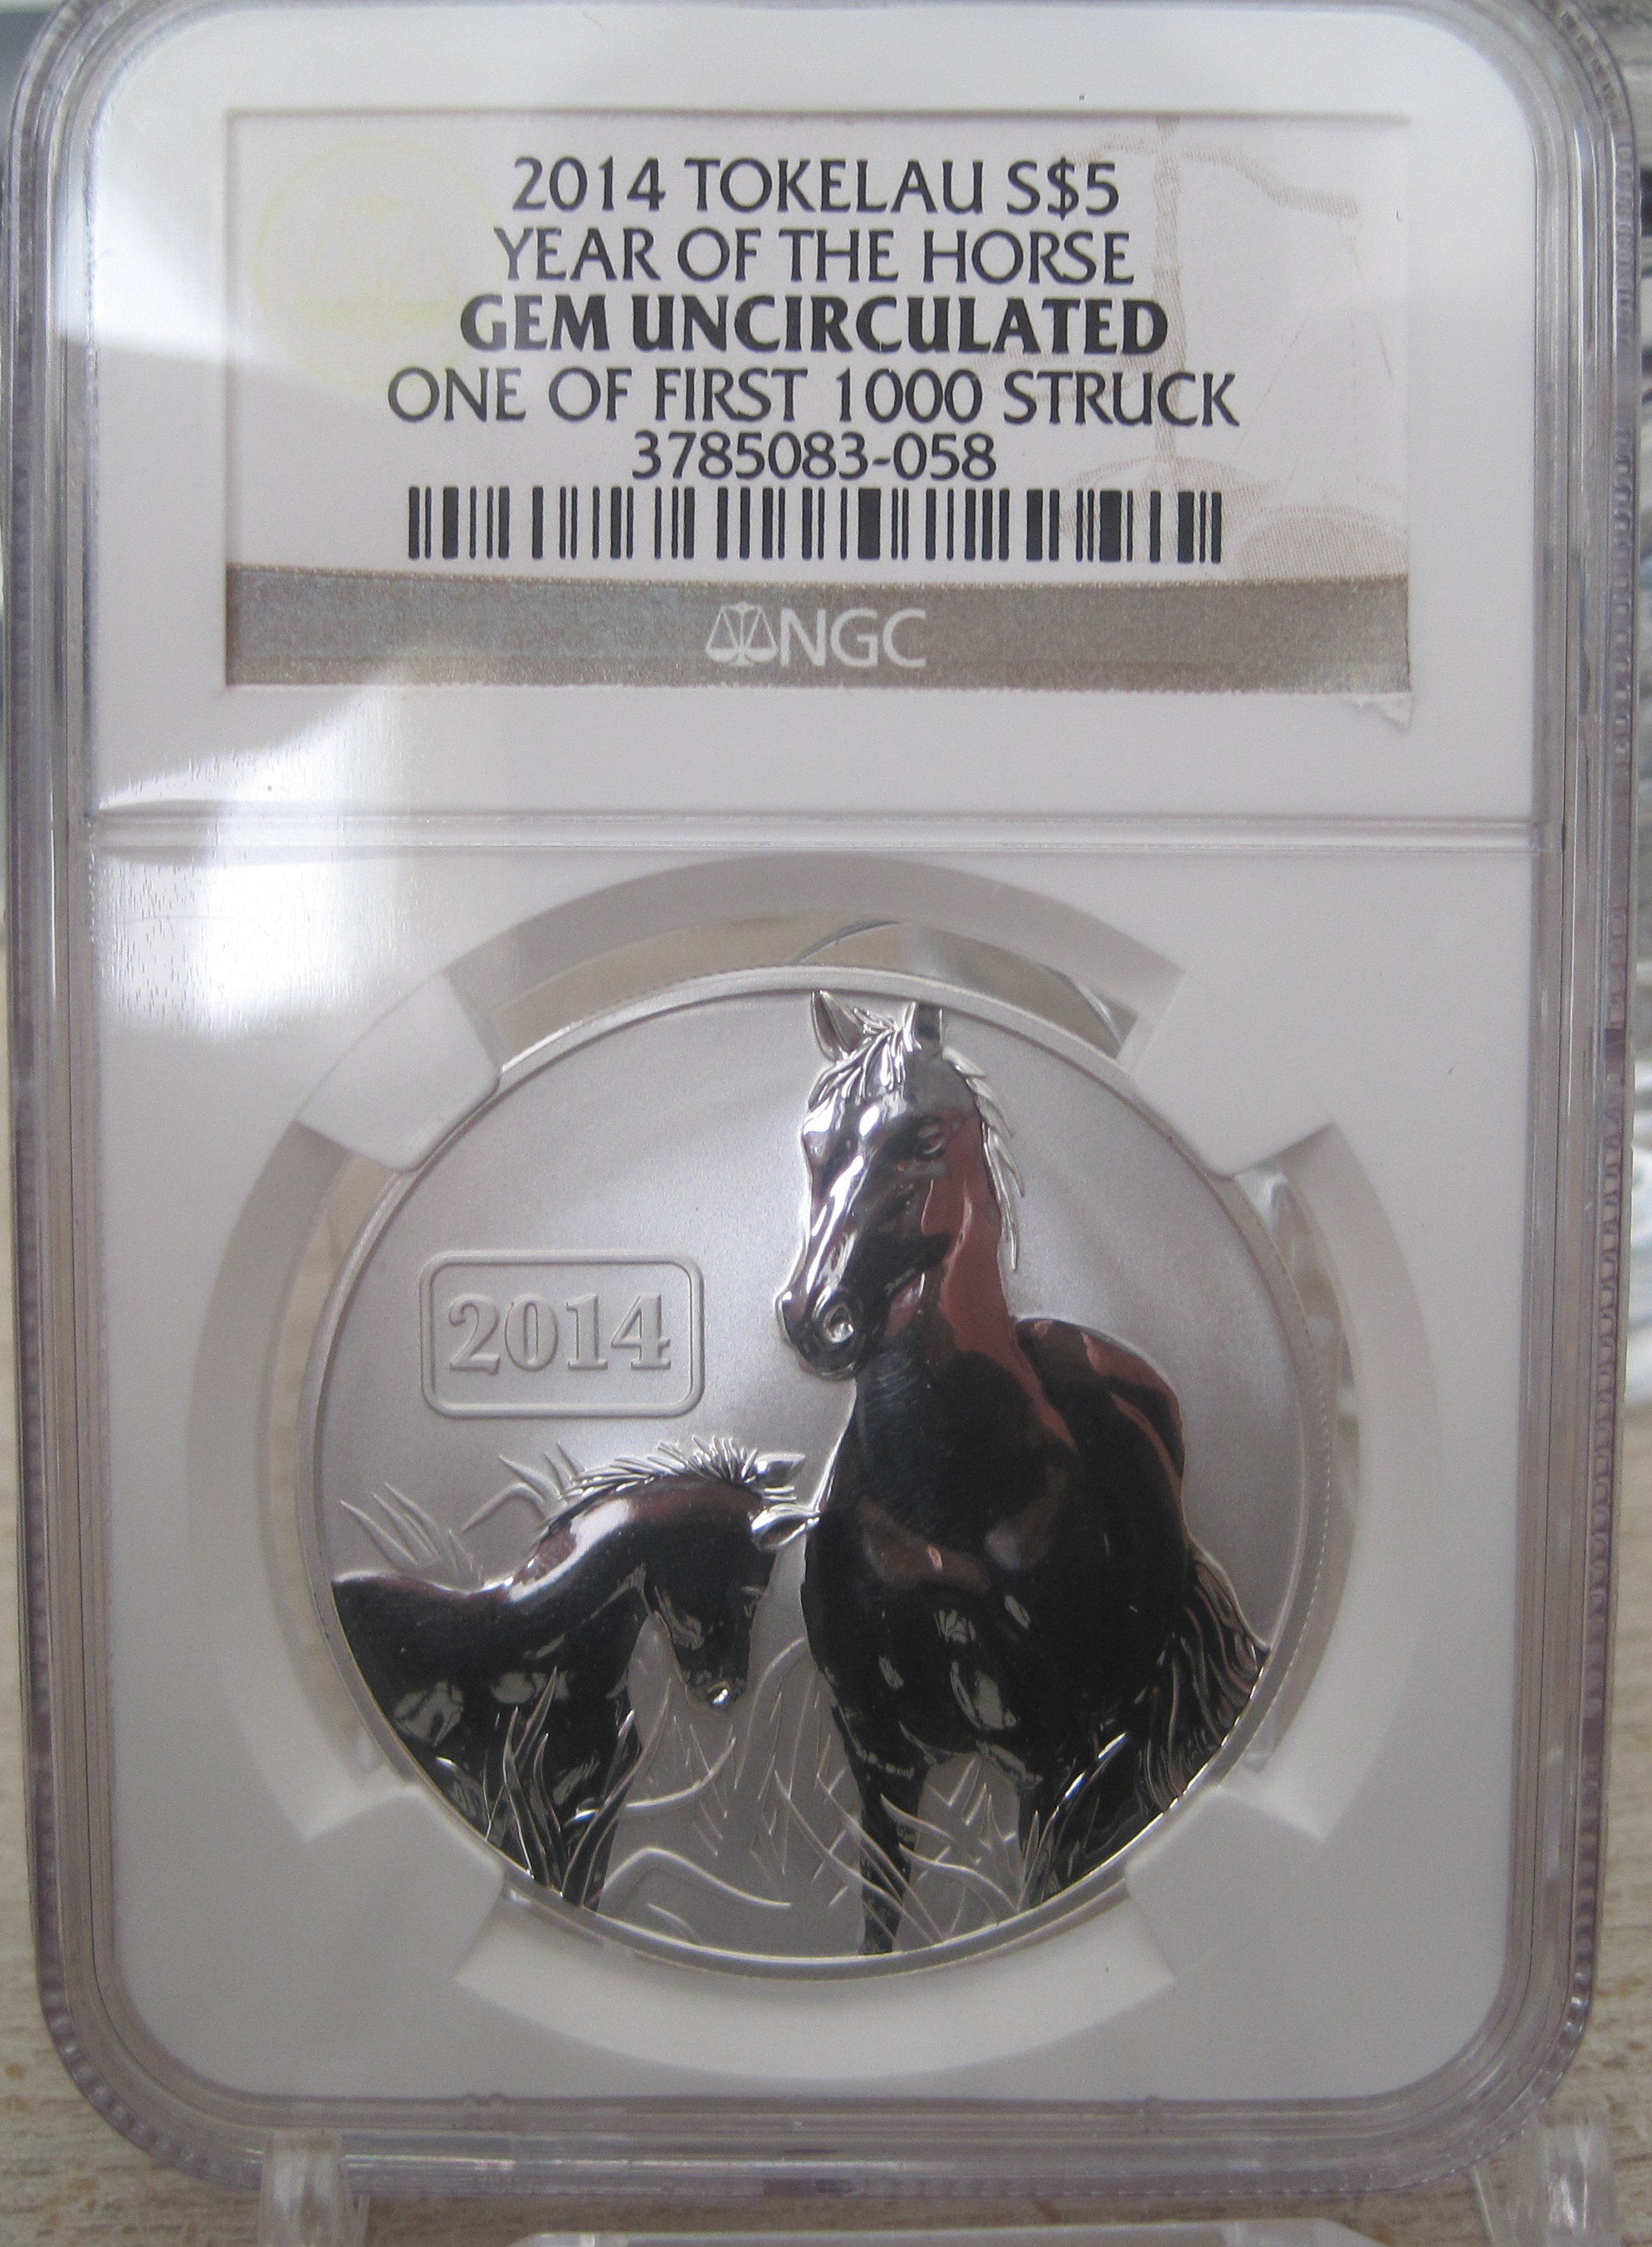 2014 TOKELAU S$5
YEAR OF THE HORSE
GEM UNCIRCULATED
ONE OF FIRST 1000 STRUCK
3785083-058
NGC
2014